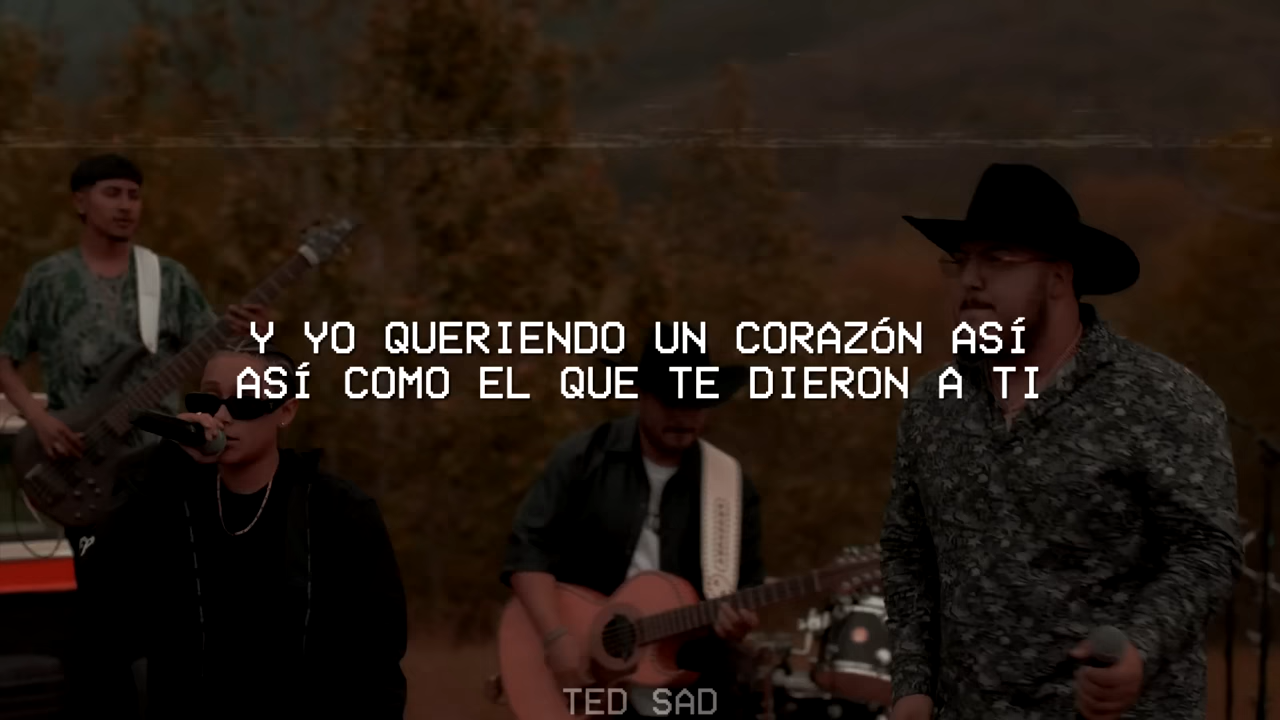 Y YO QUERIENDO UN CORAZÓN ASÍ
ASÍ COMO EL QUE TE DIERON A TI
TED SAD